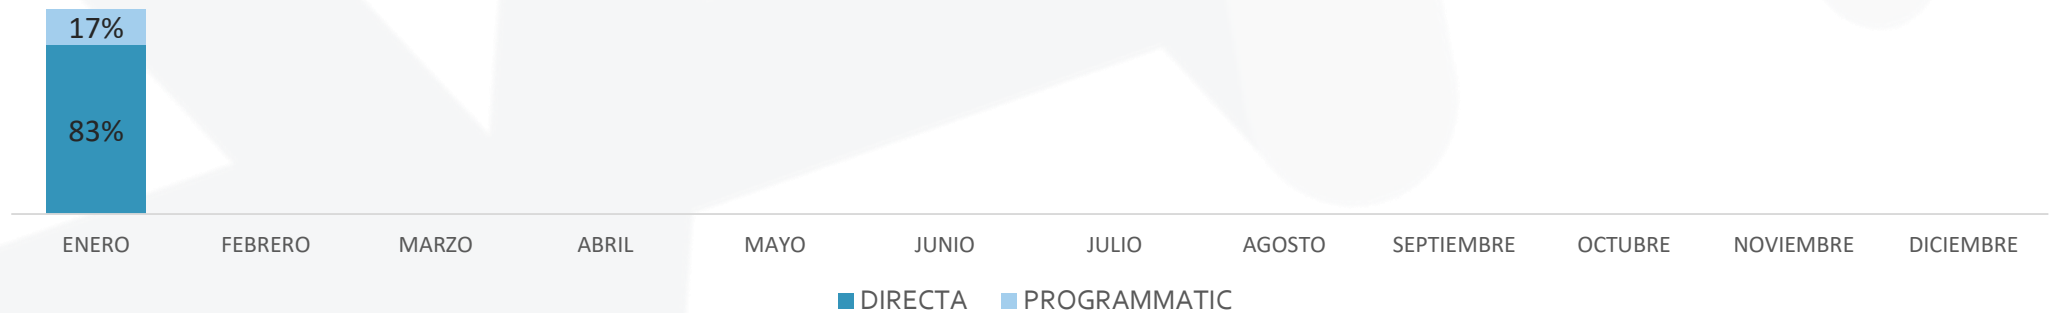 17%
83%
ENERO FEBRERO MARZO ABRIL MAYO JUNIO JULIO AGOSTO SEPTIEMBRE OCTUBRE NOVIEMBRE DICIEMBRE
DIRECTA PROGRAMMATIC